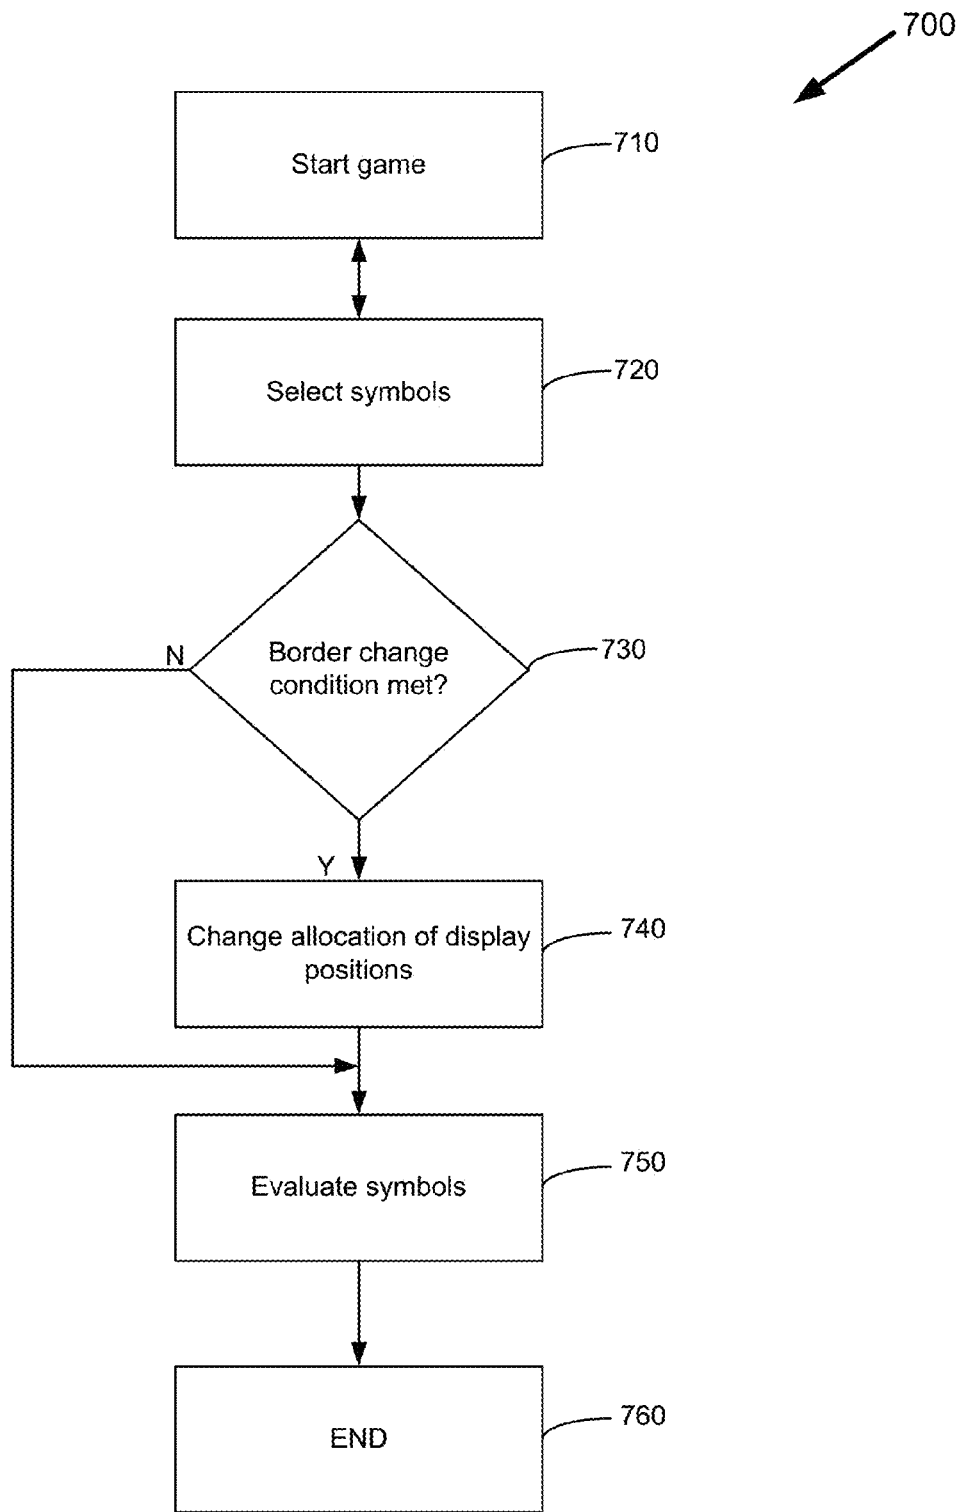 700
Start game
710
Select symbols
720
N
Border change
condition met?
730
Y
Change allocation of display
positions
740
Evaluate symbols
750
END
760